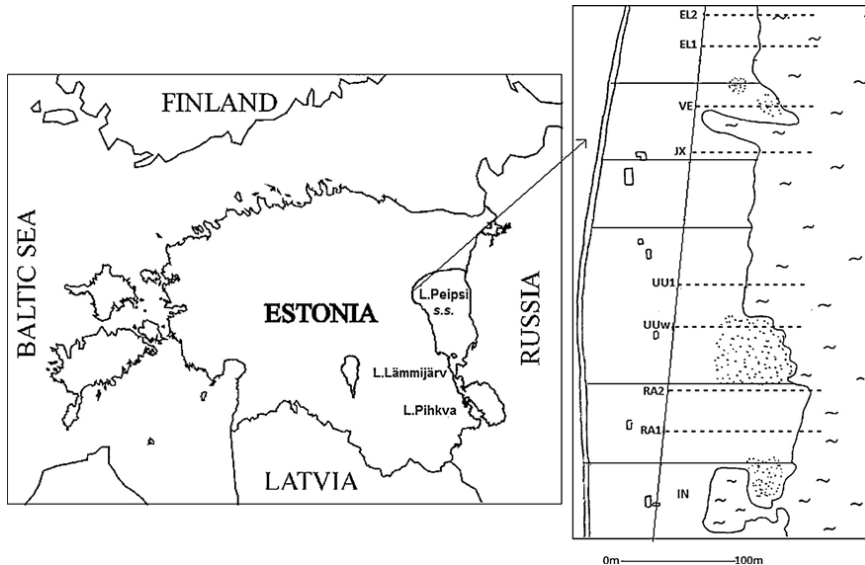 FINLAND
BALTIC SEA
ESTONIA
L.Peipsi
s.s.
L.Lämmijärv
L.Pihkva
RUSSIA
LATVIA
EL2
EL1
VE
JX
UU1
UUw
RA2
RA1
IN
0m
100m